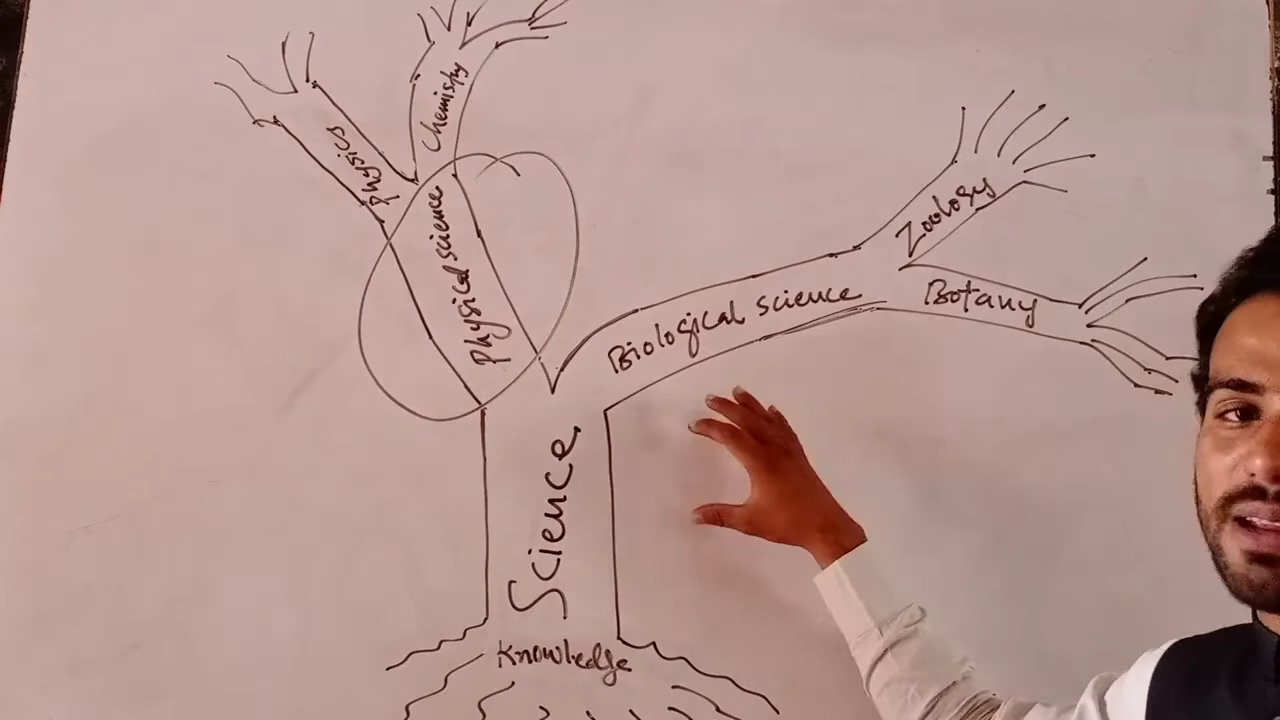 Chemistry
Physics
Physical science
Zoology
Biological science
Botany
Science
Knowledge